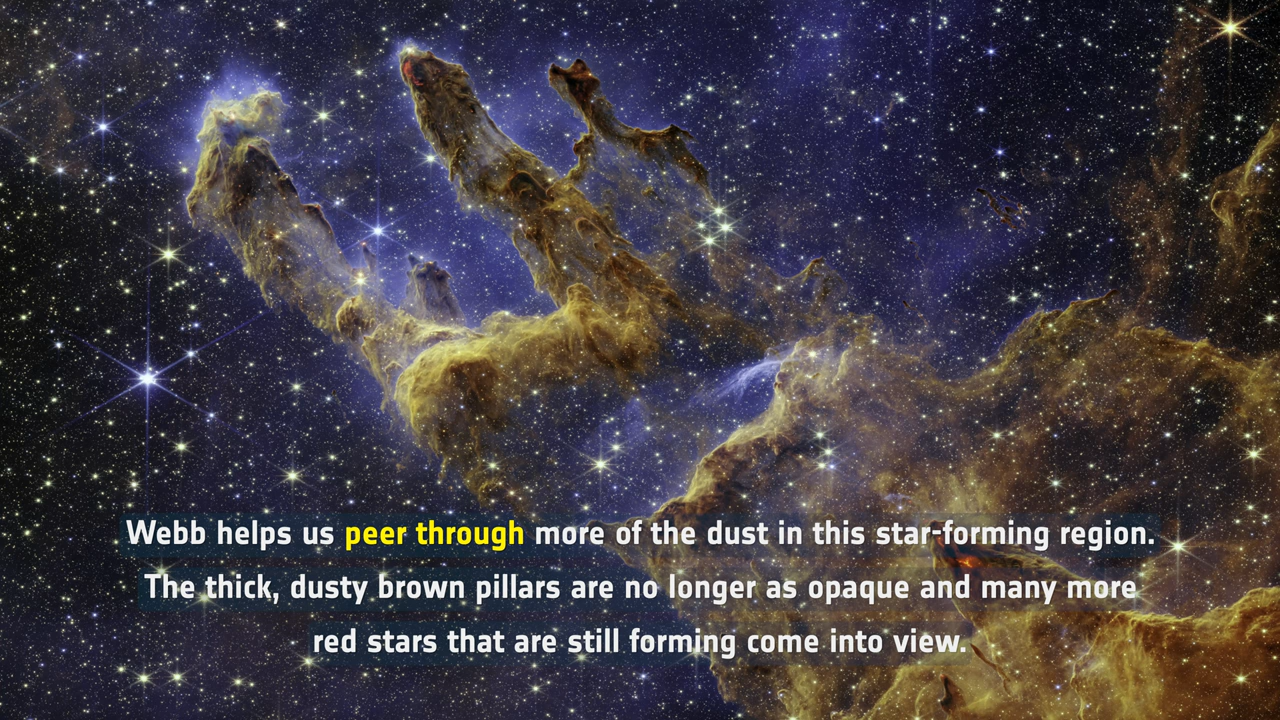 Webb helps us peer through more of the dust in this star-forming region.
The thick, dusty brown pillars are no longer as opaque and many more
red stars that are still forming come into view.